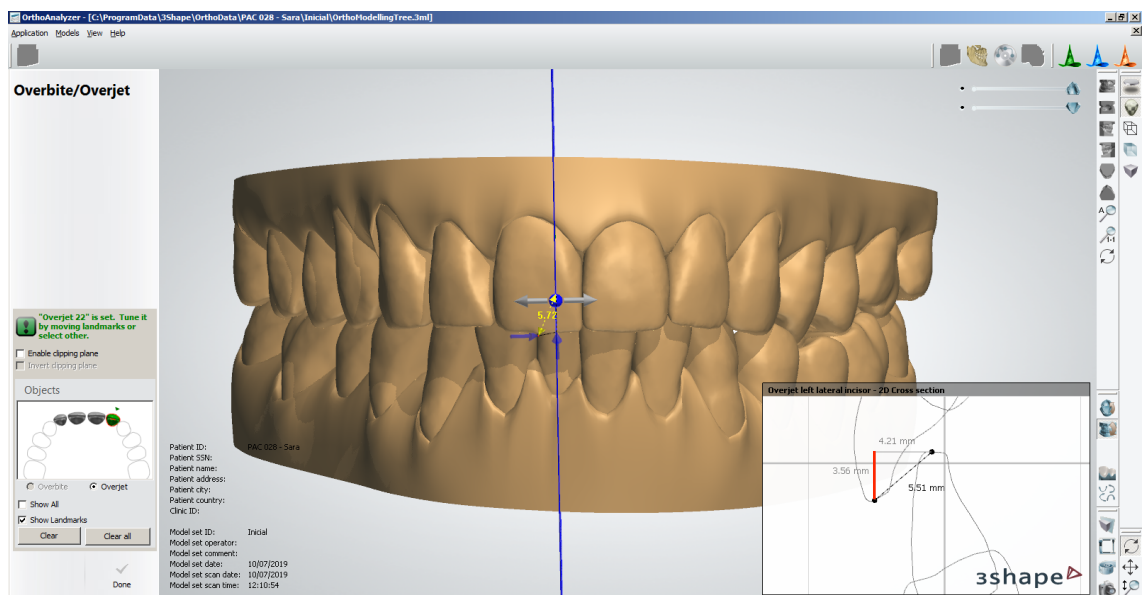 OrthoAnalyzer - [C:\ProgramData\3Shape\OrthoData\PAC 028 - Sara\Inicial\OrthoModellingTree.3ml]
Application Models View Help
Overbite/Overjet
"Overjet 22" is set. Tune it
by moving landmarks or
select other.
Enable clipping plane
Invert clipping plane
Objects
Overbite Overjet
Show All
Show Landmarks
Clear Clear all
Done
5.72
Patient ID: PAC 028 - Sara
Patient SSN:
Patient name:
Patient address:
Patient city:
Patient country:
Clinic ID:
Model set ID: Inicial
Model set operator:
Model set comment:
Model set date: 10/07/2019
Model set scan date: 10/07/2019
Model set scan time: 12:10:54
Overjet left lateral incisor - 2D Cross section
4.21 mm
3.56 mm
5.51 mm
3shape
A
1:1